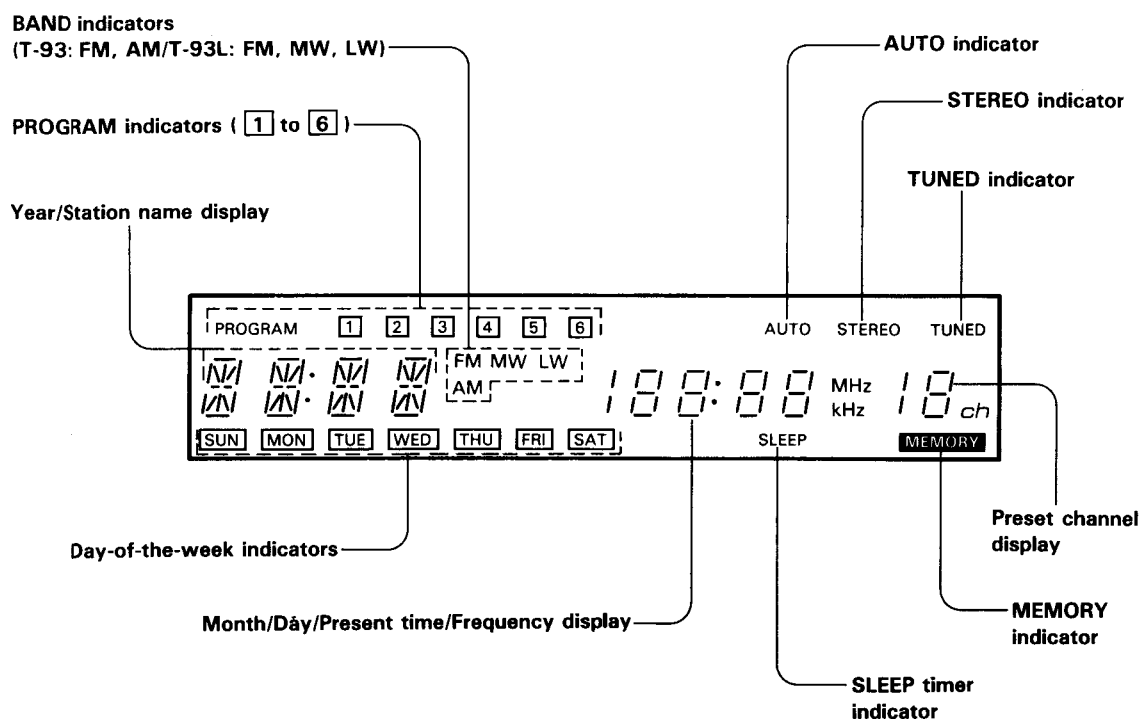 BAND indicators
(T-93: FM, AM/T-93L: FM, MW, LW)
AUTO indicator
STEREO indicator
PROGRAM indicators ( 1 to 6 )
TUNED indicator
Year/Station name display
PROGRAM 1 2 3 4 5 6 AUTO STEREO TUNED
FM MW LW
AM
188:88 MHz kHz 18 ch
SUN MON TUE WED THU FRI SAT SLEEP MEMORY
Preset channel
display
Day-of-the-week indicators
Month/Day/Present time/Frequency display
MEMORY
indicator
SLEEP timer
indicator